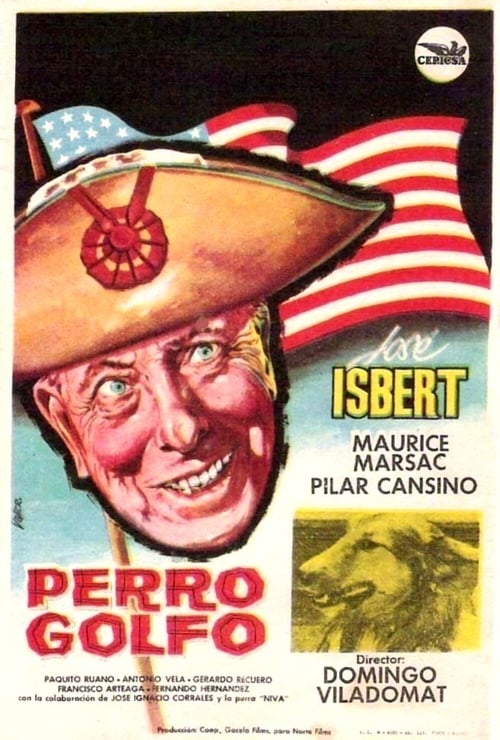 CEPICSA
José
ISBERT
MAURICE
MARSAC
PILAR CANSINO
PERRO
GOLFO
PAQUITO RUANO • ANTONIO VELA • GERARDO RECUERO
FRANCISCO ARTEAGA • FERNANDO HERNANDEZ
con la colaboración de JOSE IGNACIO CORRALES y la perra "NIVA"
Director:
DOMINGO
VILADOMAT
Producción: Coop. Gacela Films, para Norte Films